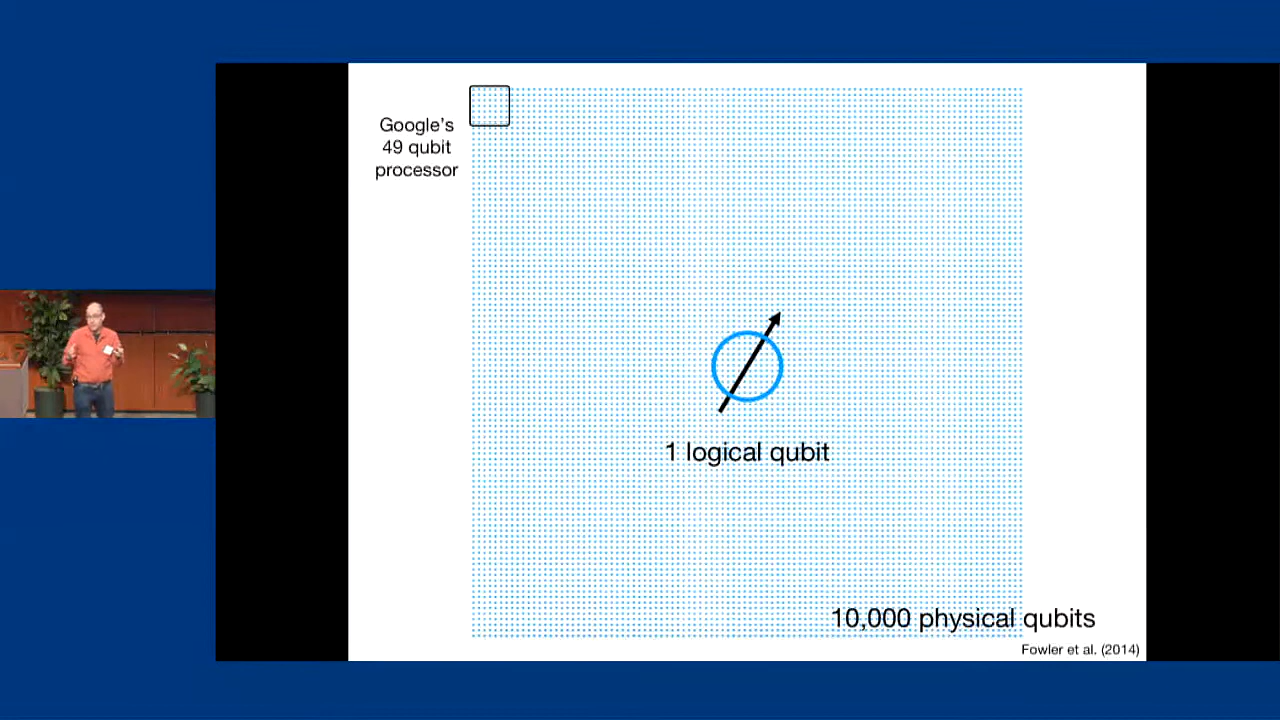 Google's
49 qubit
processor
1 logical qubit
10,000 physical qubits
Fowler et al. (2014)